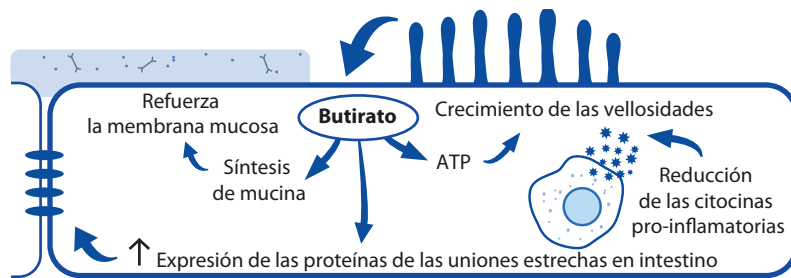 Refuerza
la membrana mucosa
Butirato
Crecimiento de las vellosidades
Síntesis
de mucina
ATP
Reducción
de las citocinas
pro-inflamatorias
↑ Expresión de las proteínas de las uniones estrechas en intestino